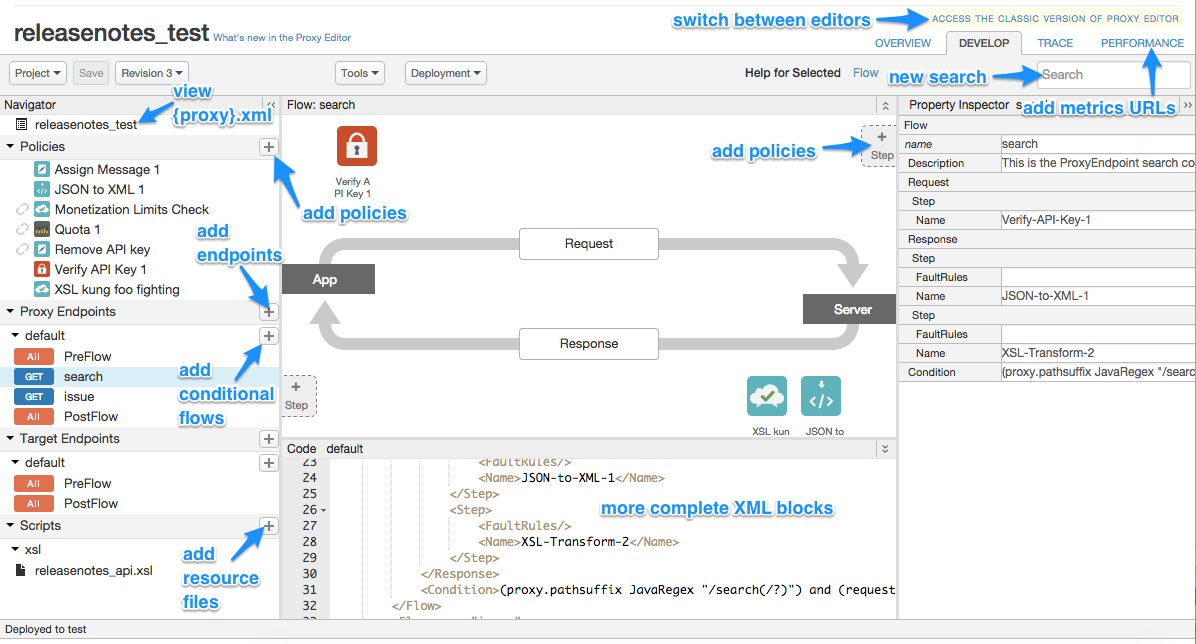 switch between editors
ACCESS THE CLASSIC VERSION OF PROXY EDITOR
releasenotes_test What's new in the Proxy Editor
OVERVIEW DEVELOP TRACE PERFORMANCE
Project Save Revision 3 Tools Deployment Help for Selected Flow new search Search
view
{proxy}.xml
add metrics URLs
Navigator
releasenotes_test
Policies
Assign Message 1
JSON to XML 1
Monetization Limits Check
Quota 1
Remove API key
Verify API Key 1
XSL kung foo fighting
add policies
add
endpoints
Proxy Endpoints
default
All PreFlow
GET search
GET issue
All PostFlow
add
conditional
flows
Target Endpoints
default
All PreFlow
All PostFlow
Scripts
xsl
releasenotes_api.xsl
add
resource
files
Flow: search
Verify A
PI Key 1
add policies
Step
Request
App
Server
Response
Step
XSL kun JSON to
Code default
23 <FaultRules/>
24 <Name>JSON-to-XML-1</Name>
25 </Step>
26 <Step>
27 <FaultRules/>
28 <Name>XSL-Transform-2</Name>
29 </Step>
30 </Response>
31 <Condition>(proxy.pathsuffix JavaRegex "/search(/?)") and (request
32 </Flow>
more complete XML blocks
Property Inspector
Flow
name search
Description This is the ProxyEndpoint search co
Request
Step
Name Verify-API-Key-1
Response
Step
FaultRules
Name JSON-to-XML-1
Step
FaultRules
Name XSL-Transform-2
Condition (proxy.pathsuffix JavaRegex "/searc
Deployed to test